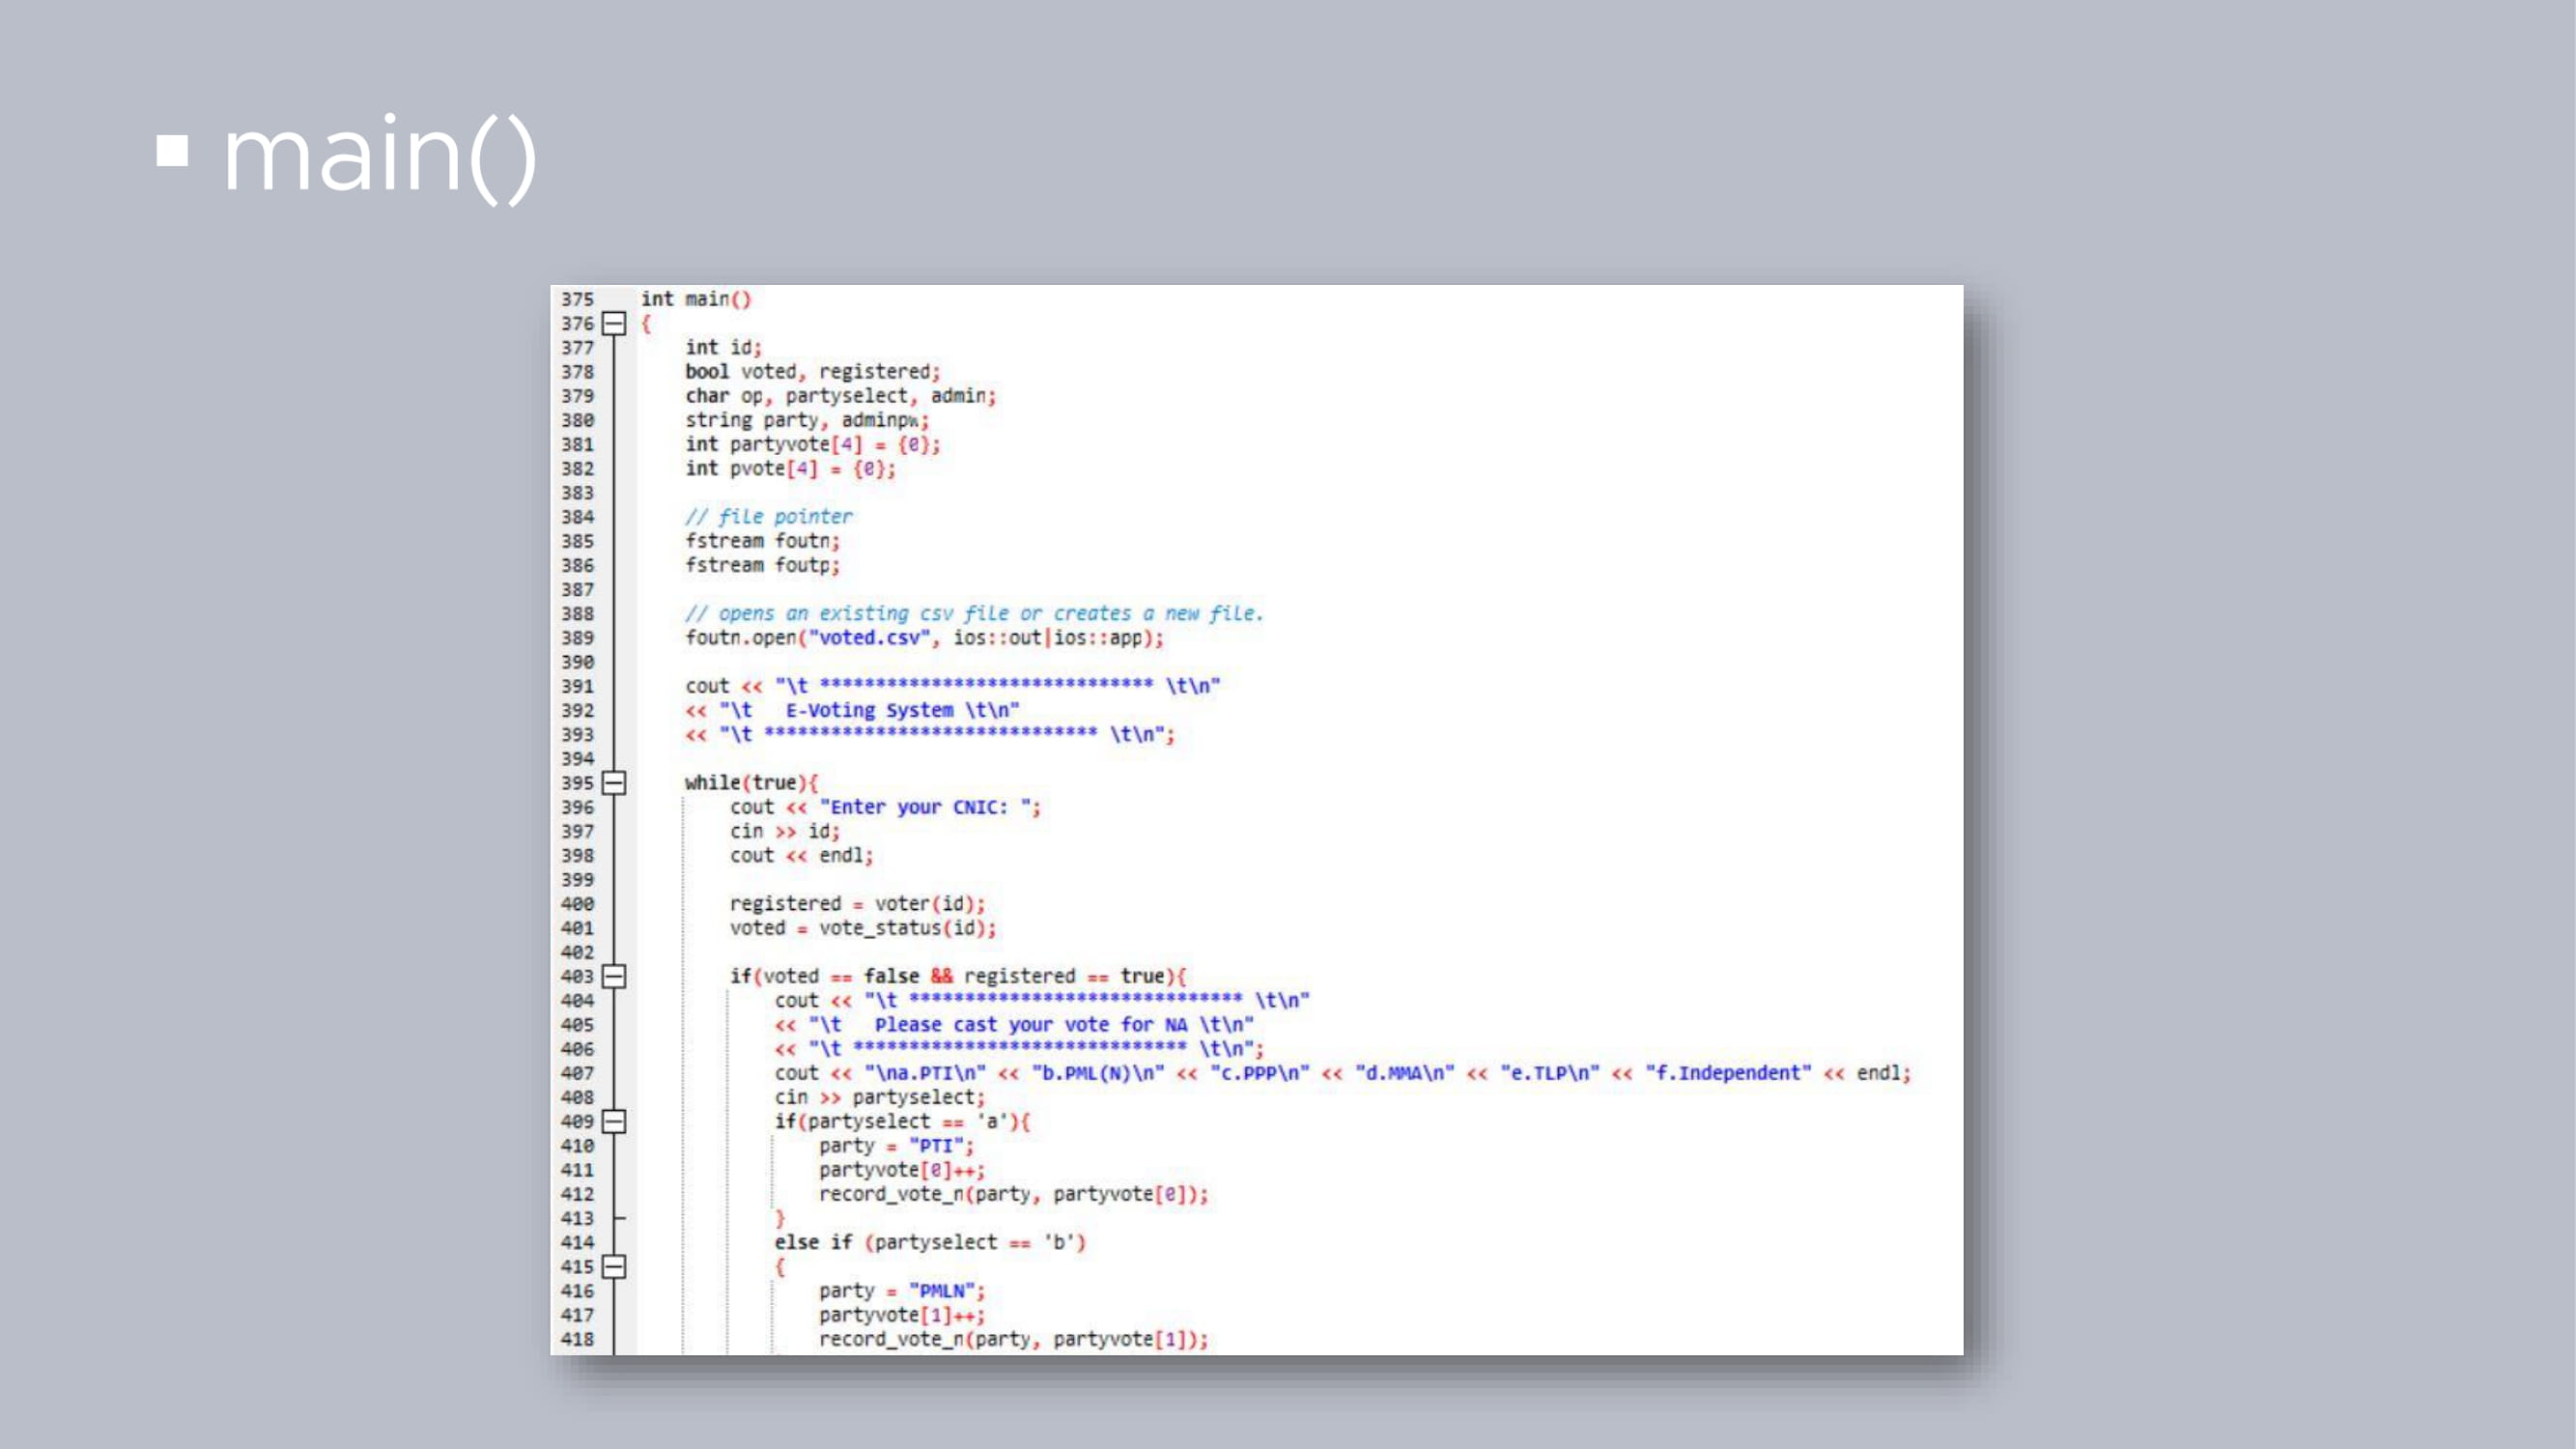 ▪ main()
375 int main()
376 {
377 int id;
378 bool voted, registered;
379 char op, partyselect, admin;
380 string party, adminpw;
381 int partyvote[4] = {0};
382 int pvote[4] = {0};
383
384 // file pointer
385 fstream foutn;
386 fstream foutp;
387
388 // opens an existing csv file or creates a new file.
389 foutn.open("voted.csv", ios::out|ios::app);
390
391 cout << "\t ****************************** \t\n"
392 << "\t   E-Voting System \t\n"
393 << "\t ****************************** \t\n";
394
395 while(true){
396 cout << "Enter your CNIC: ";
397 cin >> id;
398 cout << endl;
399
400 registered = voter(id);
401 voted = vote_status(id);
402
403 if(voted == false && registered == true){
404 cout << "\t ****************************** \t\n"
405 << "\t   Please cast your vote for NA \t\n"
406 << "\t ****************************** \t\n";
407 cout << "\na.PTI\n" << "b.PML(N)\n" << "c.PPP\n" << "d.MMA\n" << "e.TLP\n" << "f.Independent" << endl;
408 cin >> partyselect;
409 if(partyselect == 'a'){
410 party = "PTI";
411 partyvote[0]++;
412 record_vote_n(party, partyvote[0]);
413 }
414 else if (partyselect == 'b')
415 {
416 party = "PMLN";
417 partyvote[1]++;
418 record_vote_n(party, partyvote[1]);